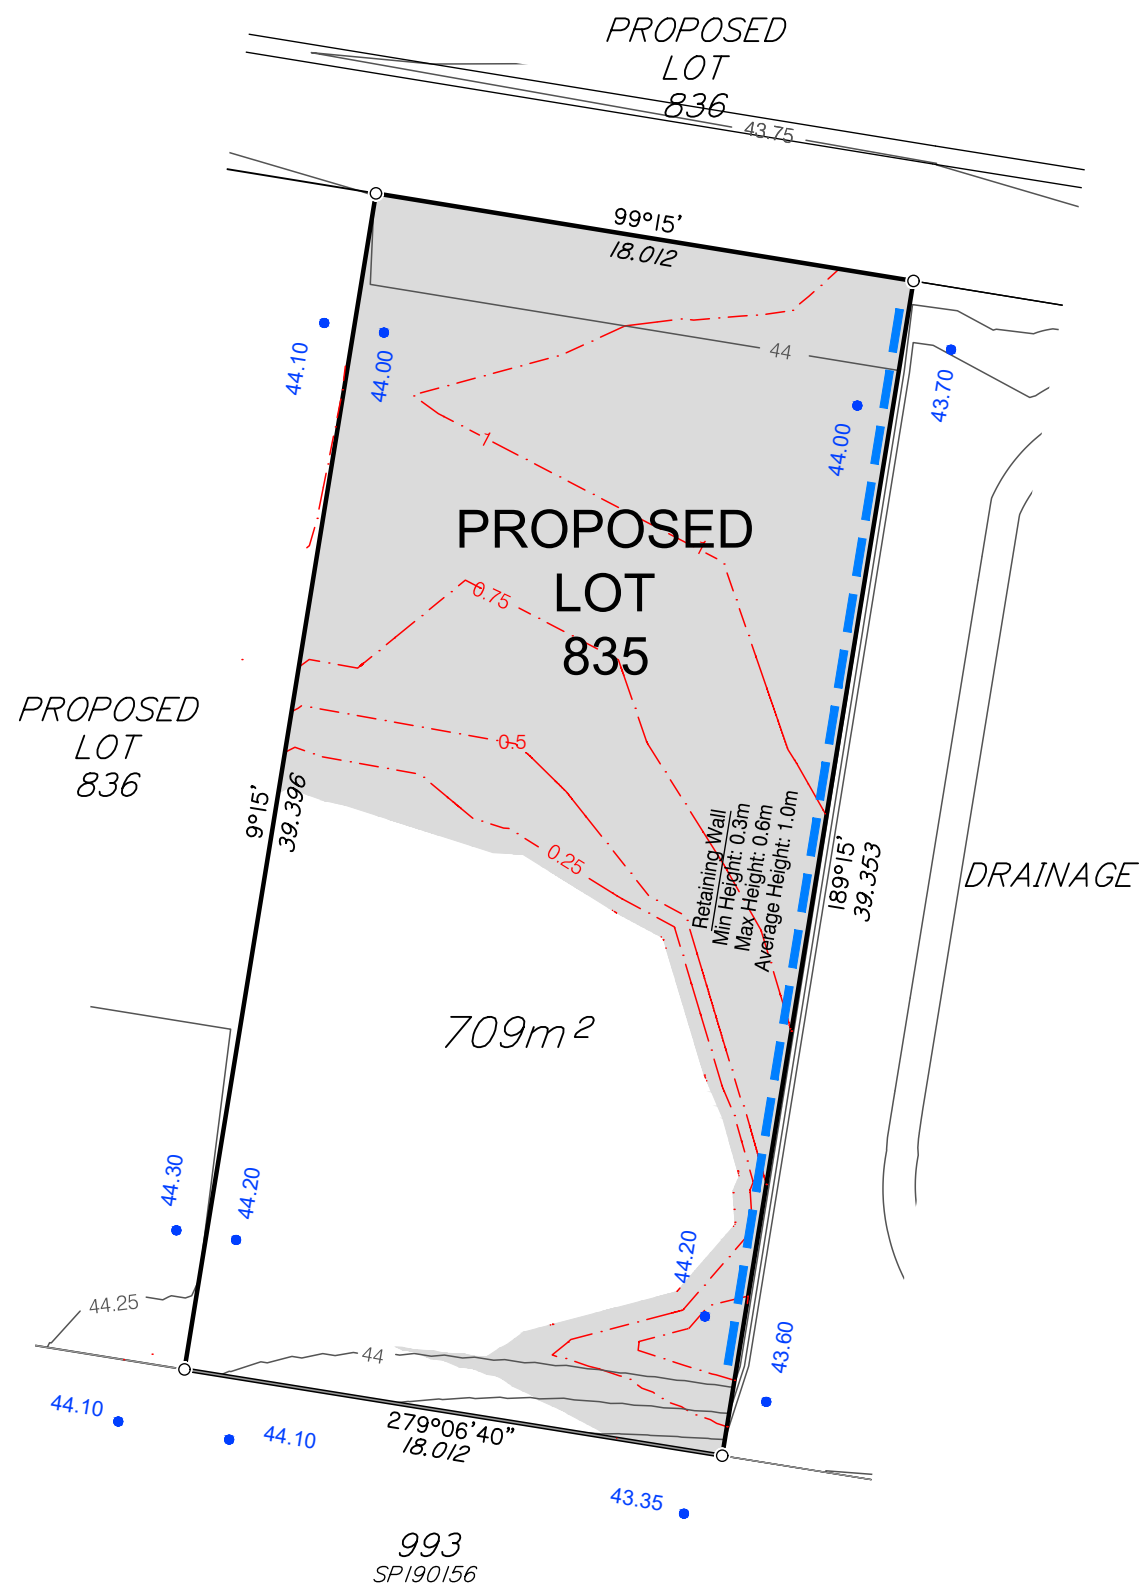 PROPOSED
LOT
836
43.75
99°15'
18.012
44.10
44.00
44
43.70
44.00
1
PROPOSED
LOT
835
1
0.75
PROPOSED
LOT
836
0.5
9°15'
39.396
0.25
Retaining Wall
Min Height: 0.3m
Max Height: 0.6m
Average Height: 1.0m
189°15'
39.353
DRAINAGE
709m²
44.30
44.20
44.20
44.25
44
43.60
44.10
44.10
279°06'40"
18.012
43.35
993
SP190156